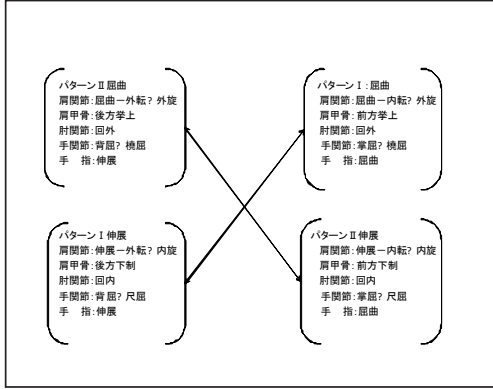 パターンⅡ屈曲
肩関節:屈曲ー外転? 外旋
肩甲骨:後方挙上
肘関節:回外
手関節:背屈? 橈屈
手　指:伸展
パターンⅠ:屈曲
肩関節:屈曲ー内転? 外旋
肩甲骨:前方挙上
肘関節:回外
手関節:掌屈? 橈屈
手　指:屈曲
パターンⅠ伸展
肩関節:伸展ー外転? 内旋
肩甲骨:後方下制
肘関節:回内
手関節:背屈? 尺屈
手　指:伸展
パターンⅡ伸展
肩関節:伸展ー内転? 内旋
肩甲骨:前方下制
肘関節:回内
手関節:掌屈? 尺屈
手　指:屈曲